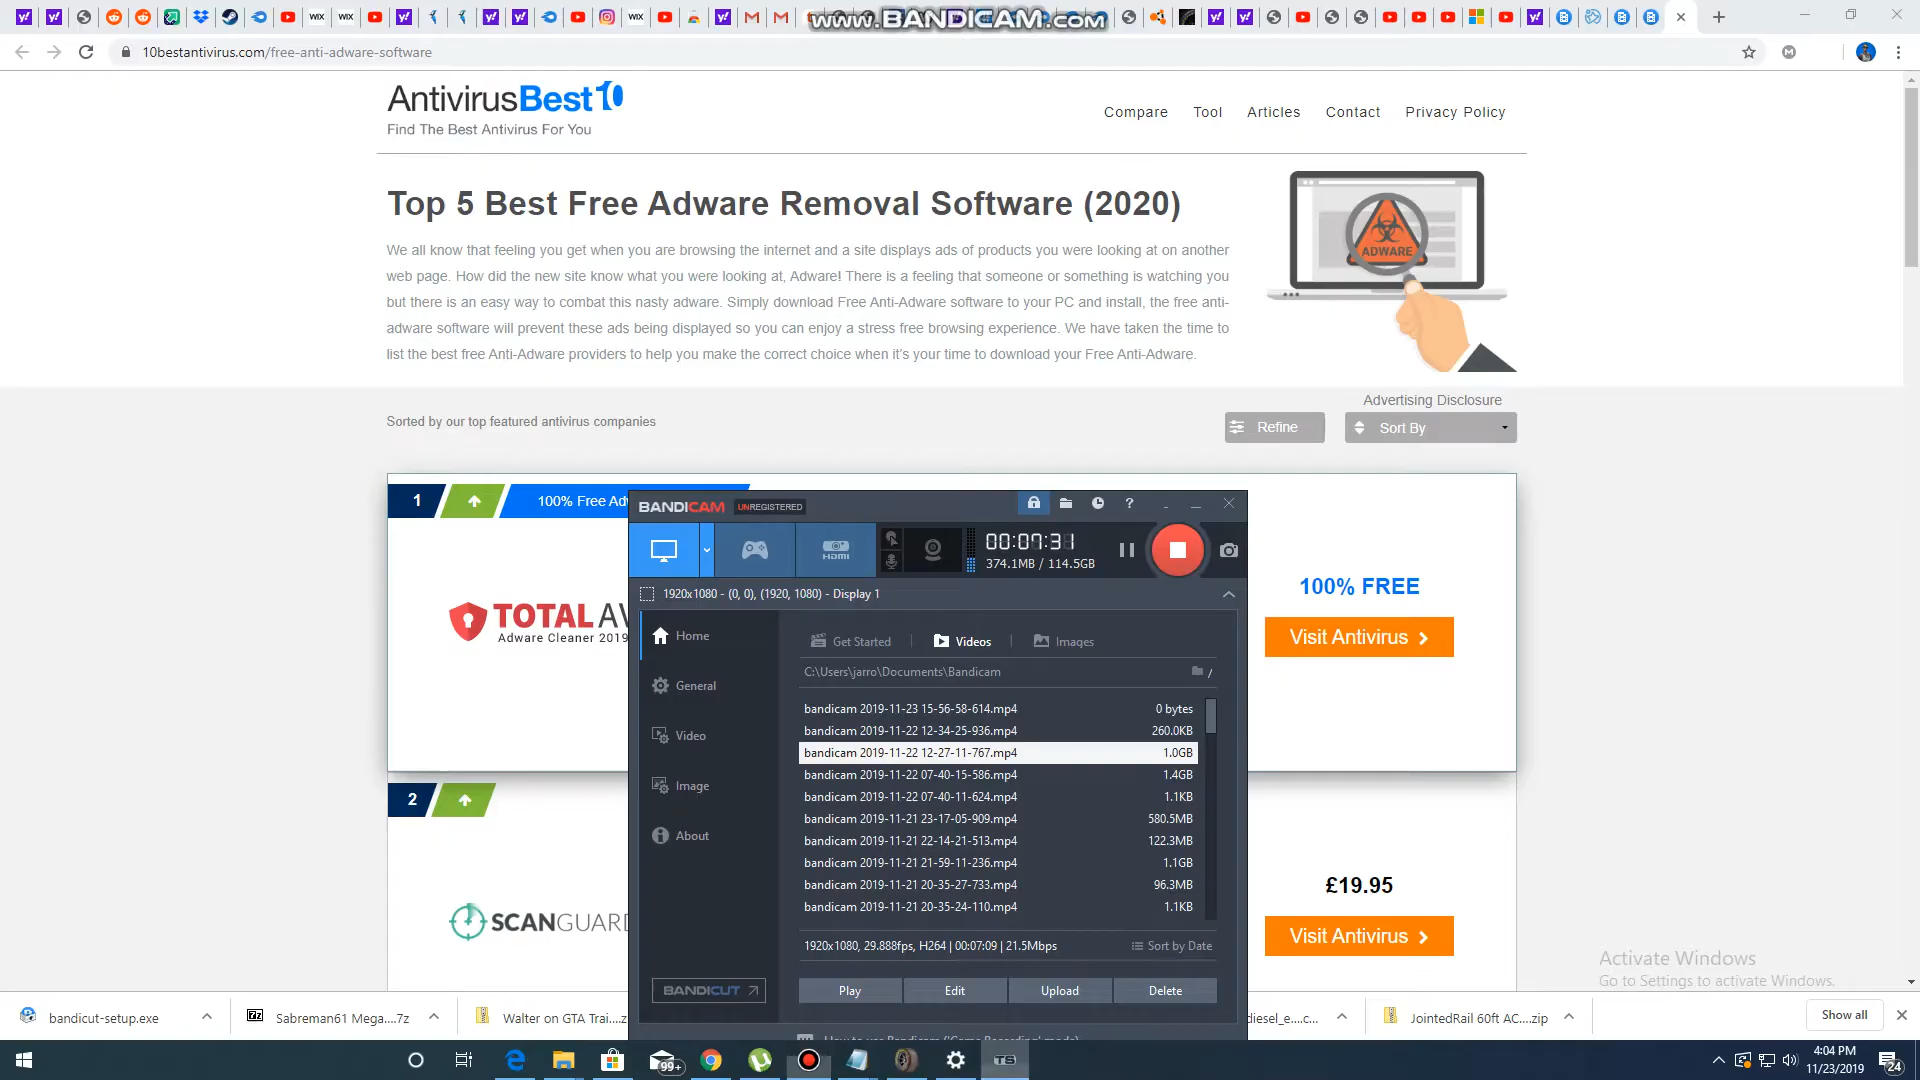 www.BANDICAM.com
10bestantivirus.com/free-anti-adware-software
AntivirusBest10
Find The Best Antivirus For You
Compare Tool Articles Contact Privacy Policy
Top 5 Best Free Adware Removal Software (2020)
We all know that feeling you get when you are browsing the internet and a site displays ads of products you were looking at on another
web page. How did the new site know what you were looking at, Adware! There is a feeling that someone or something is watching you
but there is an easy way to combat this nasty adware. Simply download Free Anti-Adware software to your PC and install, the free anti-
adware software will prevent these ads being displayed so you can enjoy a stress free browsing experience. We have taken the time to
list the best free Anti-Adware providers to help you make the correct choice when it's your time to download your Free Anti-Adware.
ADWARE
Advertising Disclosure
Sorted by our top featured antivirus companies
Refine
Sort By
1
100% Free Adw
TOTAL AV
Adware Cleaner 2019
100% FREE
Visit Antivirus
2
SCANGUARD
£19.95
Visit Antivirus
BANDICAM UNREGISTERED
HDMI
00:07:31
374.1MB / 114.5GB
1920x1080 - (0, 0), (1920, 1080) - Display 1
Home
General
Video
Image
About
BANDICUT
Get Started
Videos
Images
C:\Users\jarro\Documents\Bandicam
bandicam 2019-11-23 15-56-58-614.mp4 0 bytes
bandicam 2019-11-22 12-34-25-936.mp4 260.0KB
bandicam 2019-11-22 12-27-11-767.mp4 1.0GB
bandicam 2019-11-22 07-40-15-586.mp4 1.4GB
bandicam 2019-11-22 07-40-11-624.mp4 1.1KB
bandicam 2019-11-21 23-17-05-909.mp4 580.5MB
bandicam 2019-11-21 22-14-21-513.mp4 122.3MB
bandicam 2019-11-21 21-59-11-236.mp4 1.1GB
bandicam 2019-11-21 20-35-27-733.mp4 96.3MB
bandicam 2019-11-21 20-35-24-110.mp4 1.1KB
1920x1080, 29.888fps, H264 | 00:07:09 | 21.5Mbps
Sort by Date
Play Edit Upload Delete
Activate Windows
Go to Settings to activate Windows.
bandicut-setup.exe
Sabreman61 Mega....7z
Walter on GTA Trai....z
diesel_e....c...
JointedRail 60ft AC....zip
Show all
99+
TS
4:04 PM
11/23/2019
24